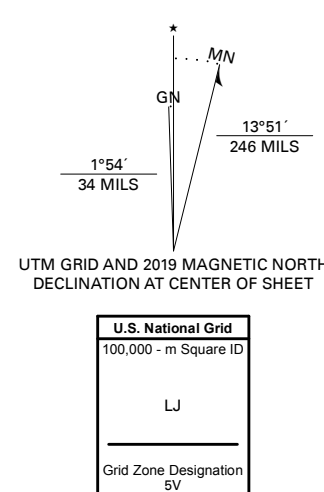 ★
MN
GN
13°51´
246 MILS
1°54´
34 MILS
UTM GRID AND 2019 MAGNETIC NORTH
DECLINATION AT CENTER OF SHEET
U.S. National Grid
100,000 - m Square ID
LJ
Grid Zone Designation
5V